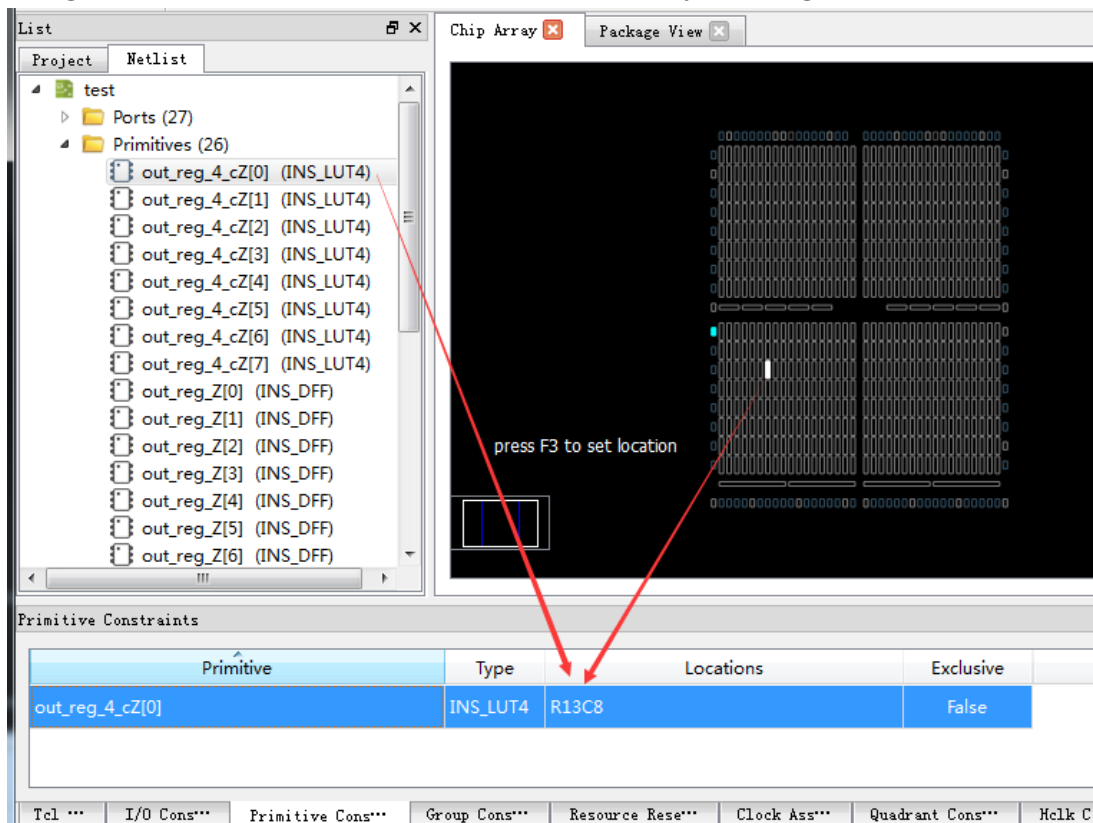 List
Chip Array
Package View
Project
Netlist
test
Ports (27)
Primitives (26)
out_reg_4_cZ[0] (INS_LUT4)
out_reg_4_cZ[1] (INS_LUT4)
out_reg_4_cZ[2] (INS_LUT4)
out_reg_4_cZ[3] (INS_LUT4)
out_reg_4_cZ[4] (INS_LUT4)
out_reg_4_cZ[5] (INS_LUT4)
out_reg_4_cZ[6] (INS_LUT4)
out_reg_4_cZ[7] (INS_LUT4)
out_reg_Z[0] (INS_DFF)
out_reg_Z[1] (INS_DFF)
out_reg_Z[2] (INS_DFF)
out_reg_Z[3] (INS_DFF)
out_reg_Z[4] (INS_DFF)
out_reg_Z[5] (INS_DFF)
out_reg_Z[6] (INS_DFF)
press F3 to set location
Primitive Constraints
Primitive Type Locations Exclusive
out_reg_4_cZ[0] INS_LUT4 R13C8 False
Tcl ··· I/O Cons··· Primitive Cons··· Group Cons··· Resource Rese··· Clock Ass··· Quadrant Cons··· Hclk C